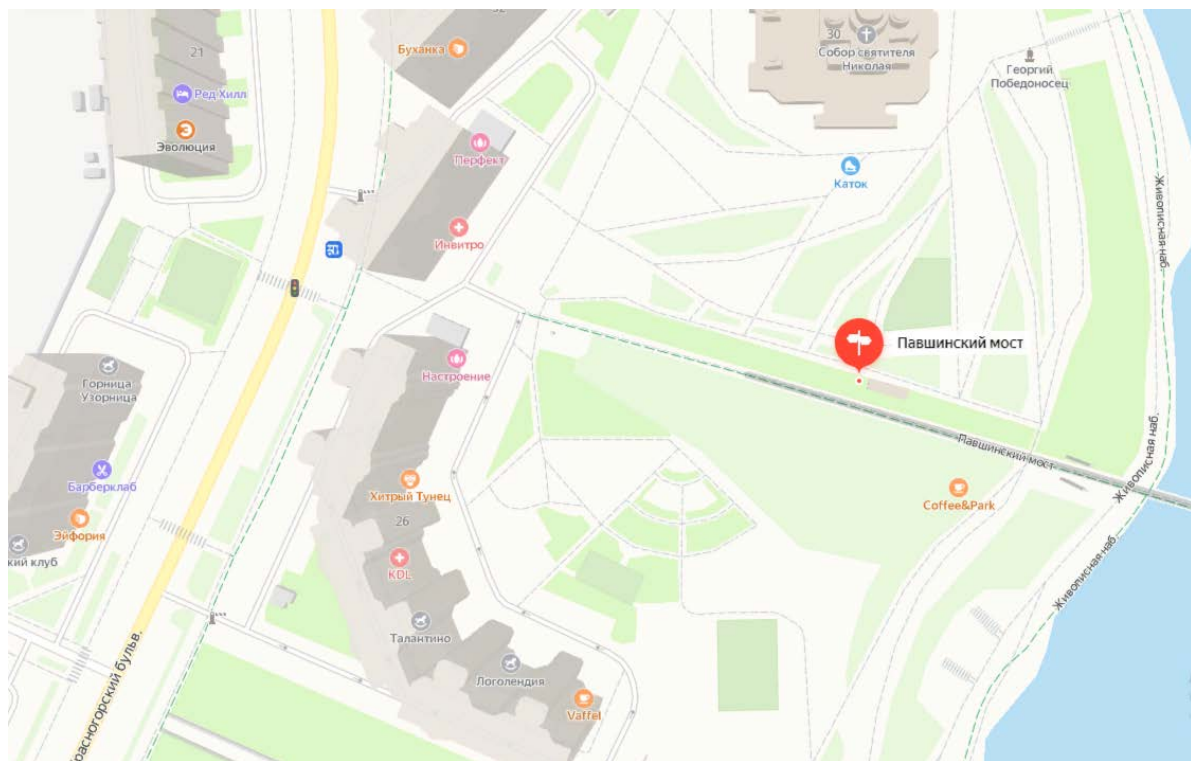 32
21
Буханка
30
Собор святителя
Николая
Георгий
Победоносец
Ред Хилл
Эволюция
Перфект
Каток
Живописная наб.
Инвитро
Павшинский мост
Настроение
Горница
Узорница
Павшинский мост
Живописная наб.
Барберклаб
Хитрый Тунец
Coffee&Park
26
Эйфория
кий клуб
KDL
Живописная наб.
Талантино
Красногорский бульв.
Логолендия
Vaffel